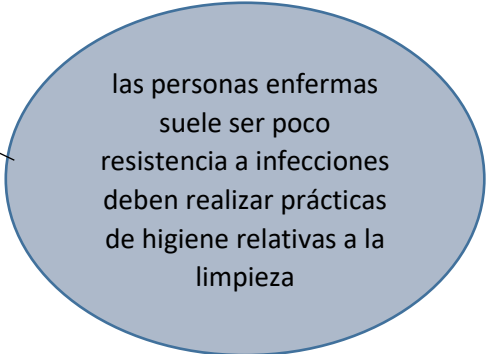 las personas enfermas
suele ser poco
resistencia a infecciones
deben realizar prácticas
de higiene relativas a la
limpieza